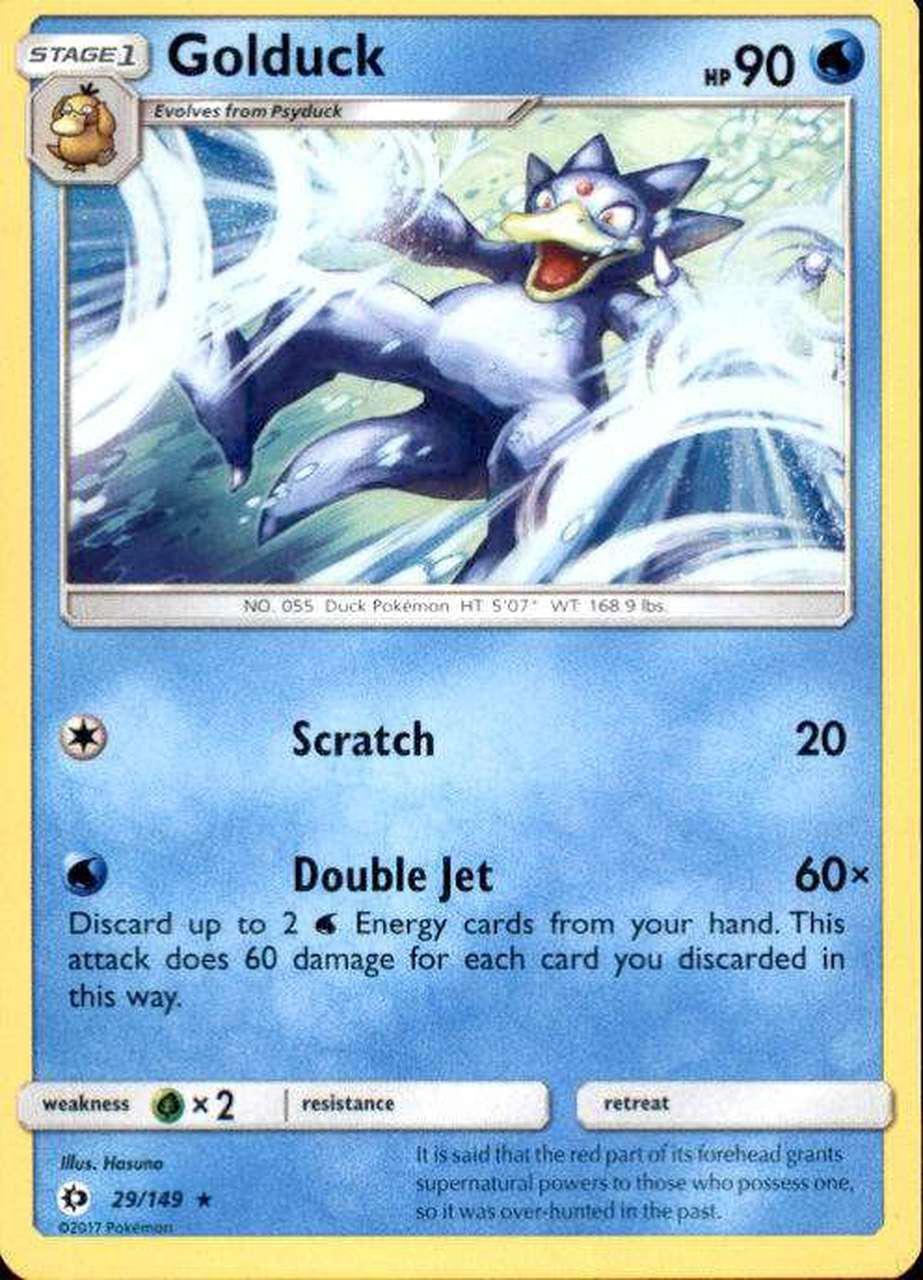 STAGE 1 Golduck HP 90
Evolves from Psyduck
NO. 055 Duck Pokémon HT 5'07" WT 168.9 lbs.
Scratch 20
Double Jet 60×
Discard up to 2 Energy cards from your hand. This
attack does 60 damage for each card you discarded in
this way.
weakness ×2 resistance retreat
Illus. Hasuno
29/149 ★
©2017 Pokémon
It is said that the red part of its forehead grants
supernatural powers to those who possess one,
so it was over-hunted in the past.